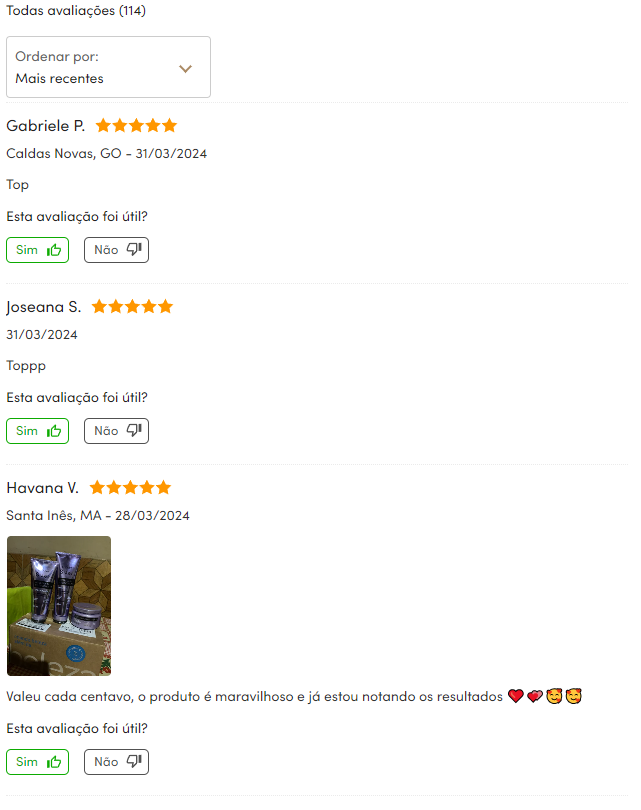 Todas avaliações (114)
Ordenar por:
Mais recentes
Gabriele P.
Caldas Novas, GO - 31/03/2024
Top
Esta avaliação foi útil?
Sim Não
Joseana S.
31/03/2024
Toppp
Esta avaliação foi útil?
Sim Não
Havana V.
Santa Inês, MA - 28/03/2024
Valeu cada centavo, o produto é maravilhoso e já estou notando os resultados ❤️💕🥰🥰
Esta avaliação foi útil?
Sim Não